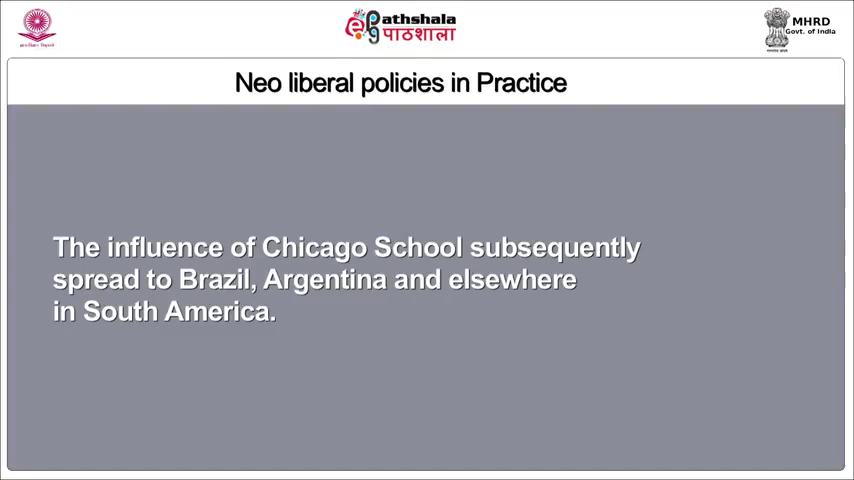 ePathshala
पाठशाला
MHRD
Govt. of India
Neo liberal policies in Practice
The influence of Chicago School subsequently
spread to Brazil, Argentina and elsewhere
in South America.